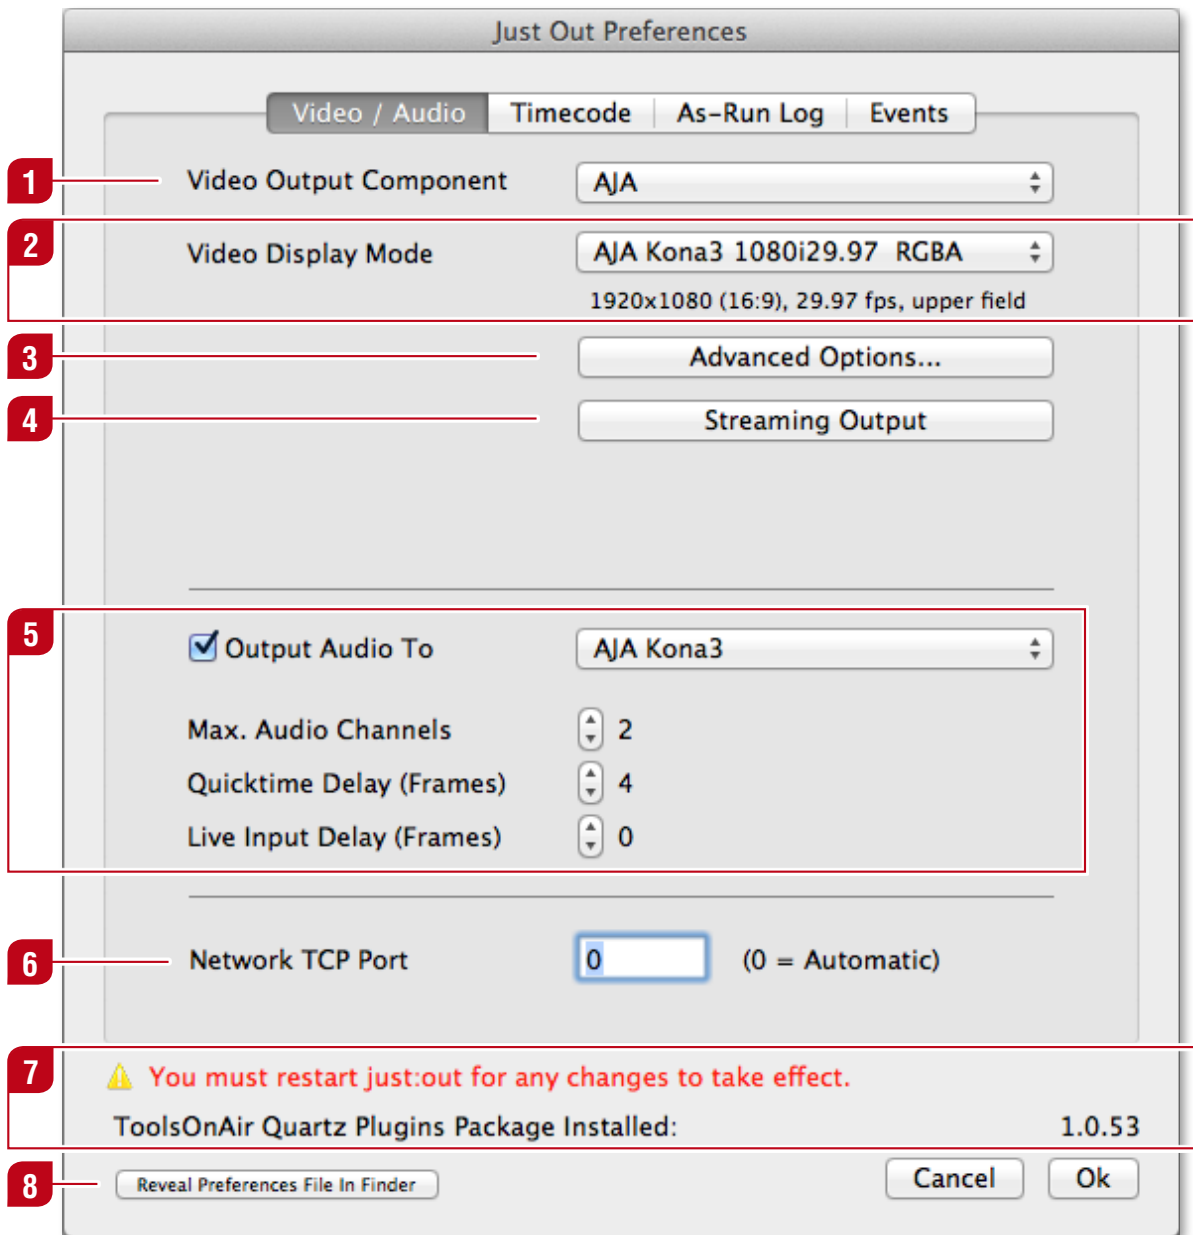 Just Out Preferences
Video / Audio Timecode As-Run Log Events
1 Video Output Component AJA
2 Video Display Mode AJA Kona3 1080i29.97 RGBA
1920x1080 (16:9), 29.97 fps, upper field
3 Advanced Options...
4 Streaming Output
5 Output Audio To AJA Kona3
Max. Audio Channels 2
Quicktime Delay (Frames) 4
Live Input Delay (Frames) 0
6 Network TCP Port 0 (0 = Automatic)
7 You must restart just:out for any changes to take effect.
ToolsOnAir Quartz Plugins Package Installed: 1.0.53
8 Reveal Preferences File In Finder Cancel Ok